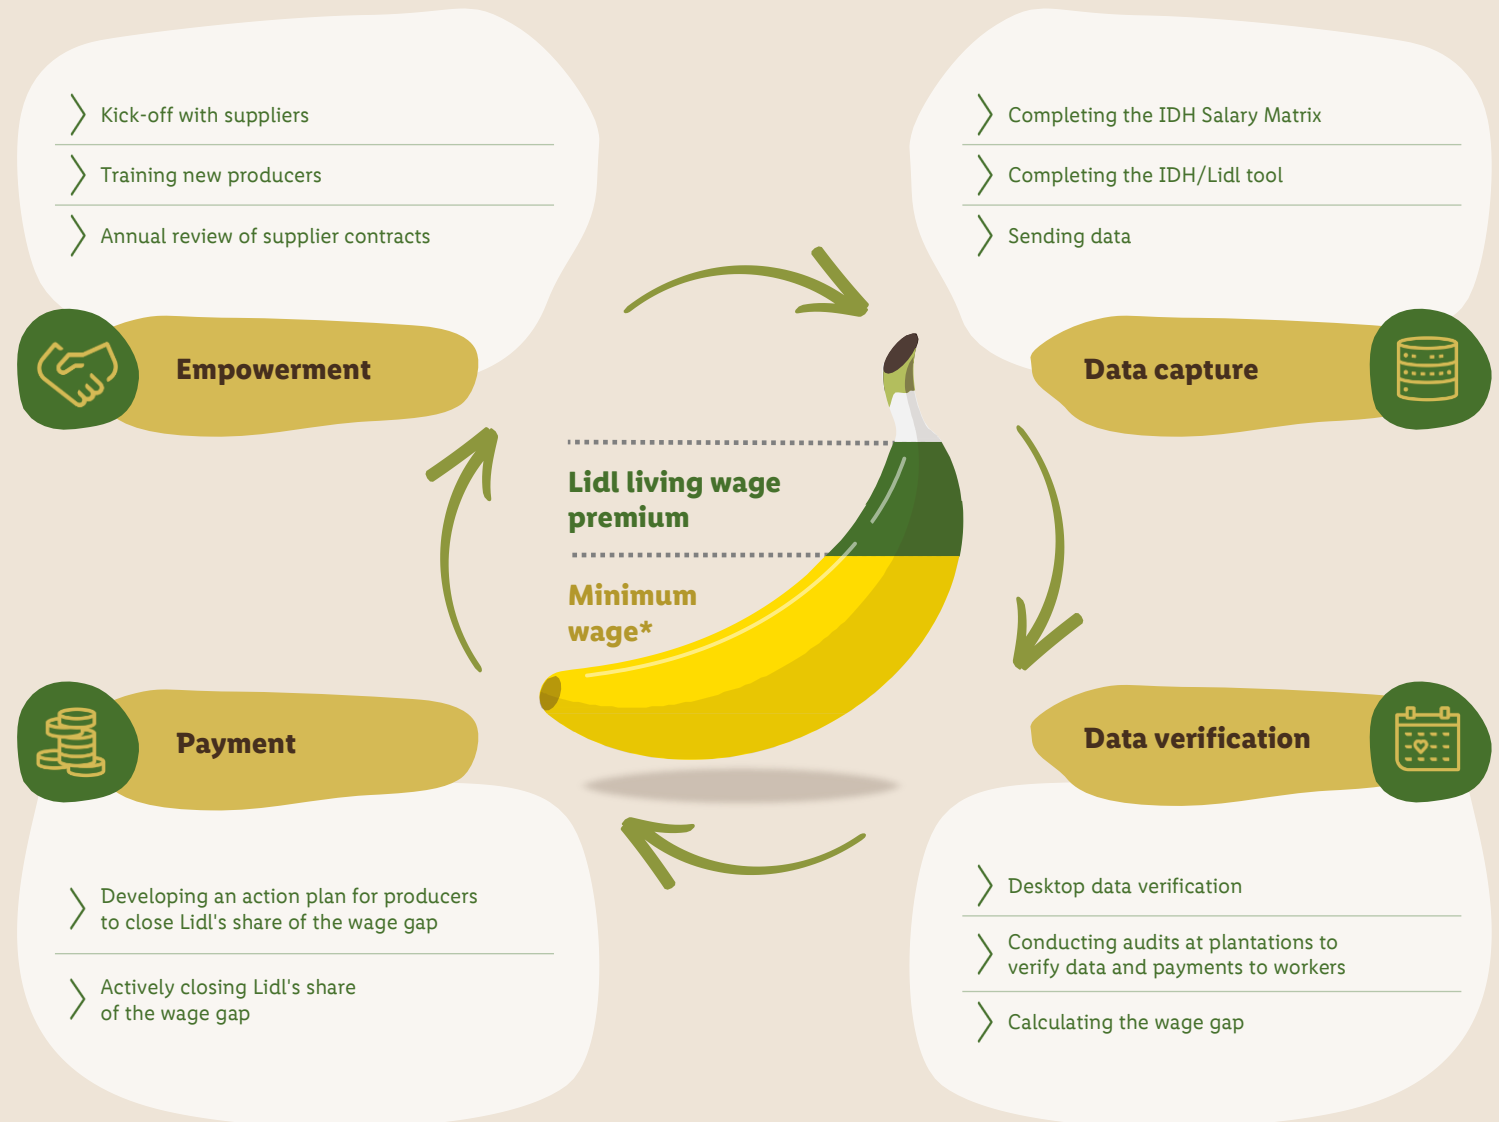 Kick-off with suppliers
Training new producers
Annual review of supplier contracts
Empowerment
Completing the IDH Salary Matrix
Completing the IDH/Lidl tool
Sending data
Data capture
Lidl living wage
premium
Minimum
wage*
Payment
Developing an action plan for producers
to close Lidl's share of the wage gap
Actively closing Lidl's share
of the wage gap
Data verification
Desktop data verification
Conducting audits at plantations to
verify data and payments to workers
Calculating the wage gap